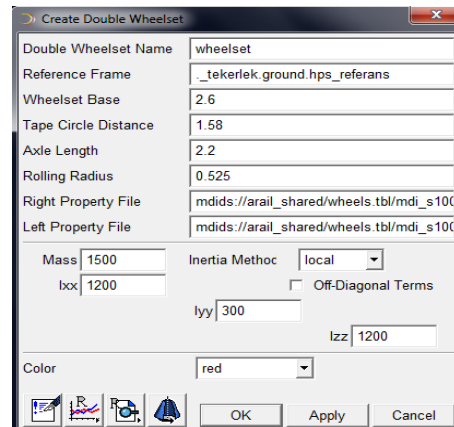 Create Double Wheelset
Double Wheelset Name wheelset
Reference Frame ._tekerlek.ground.hps_referans
Wheelset Base 2.6
Tape Circle Distance 1.58
Axle Length 2.2
Rolling Radius 0.525
Right Property File mdids://arail_shared/wheels.tbl/mdi_s100
Left Property File mdids://arail_shared/wheels.tbl/mdi_s100
Mass 1500 Inertia Method local
Ixx 1200 Off-Diagonal Terms
Iyy 300
Izz 1200
Color red
OK Apply Cancel